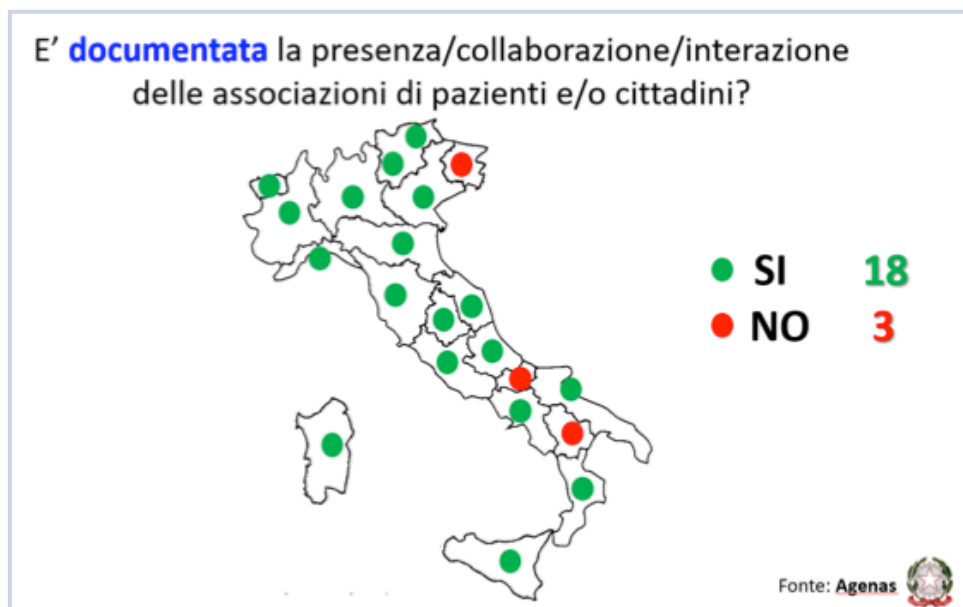 E’ documentata la presenza/collaborazione/interazione
delle associazioni di pazienti e/o cittadini?
SI 18
NO 3
Fonte: Agenas